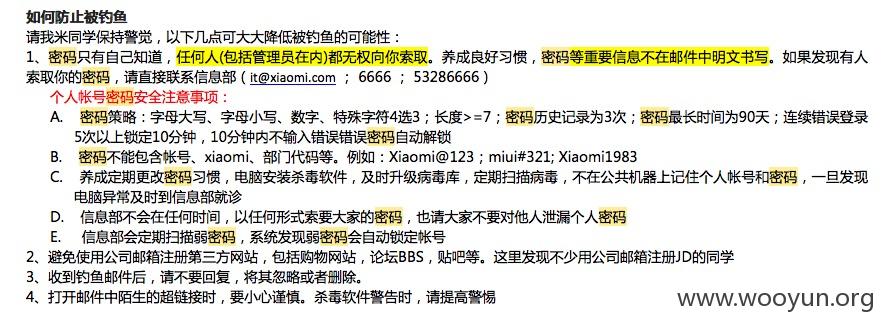 如何防止被钓鱼
请我米同学保持警觉，以下几点可大大降低被钓鱼的可能性：
1、密码只有自己知道，任何人(包括管理员在内)都无权向你索取。养成良好习惯，密码等重要信息不在邮件中明文书写。如果发现有人
索取你的密码，请直接联系信息部（it@xiaomi.com ； 6666 ； 53286666）
个人帐号密码安全注意事项：
A. 密码策略：字母大写、字母小写、数字、特殊字符4选3；长度>=7；密码历史记录为3次；密码最长时间为90天；连续错误登录
5次以上锁定10分钟，10分钟内不输入错误错误密码自动解锁
B. 密码不能包含帐号、xiaomi、部门代码等。例如：Xiaomi@123；miui#321; Xiaomi1983
C. 养成定期更改密码习惯，电脑安装杀毒软件，及时升级病毒库，定期扫描病毒，不在公共机器上记住个人帐号和密码，一旦发现
电脑异常及时到信息部就诊
D. 信息部不会在任何时间，以任何形式索要大家的密码，也请大家不要对他人泄漏个人密码
E. 信息部会定期扫描弱密码，系统发现弱密码会自动锁定帐号
2、避免使用公司邮箱注册第三方网站，包括购物网站，论坛BBS，贴吧等。这里发现不少用公司邮箱注册JD的同学
3、收到钓鱼邮件后，请不要回复，将其忽略或者删除。
4、打开邮件中陌生的超链接时，要小心谨慎。杀毒软件警告时，请提高警惕
www.wooyun.org